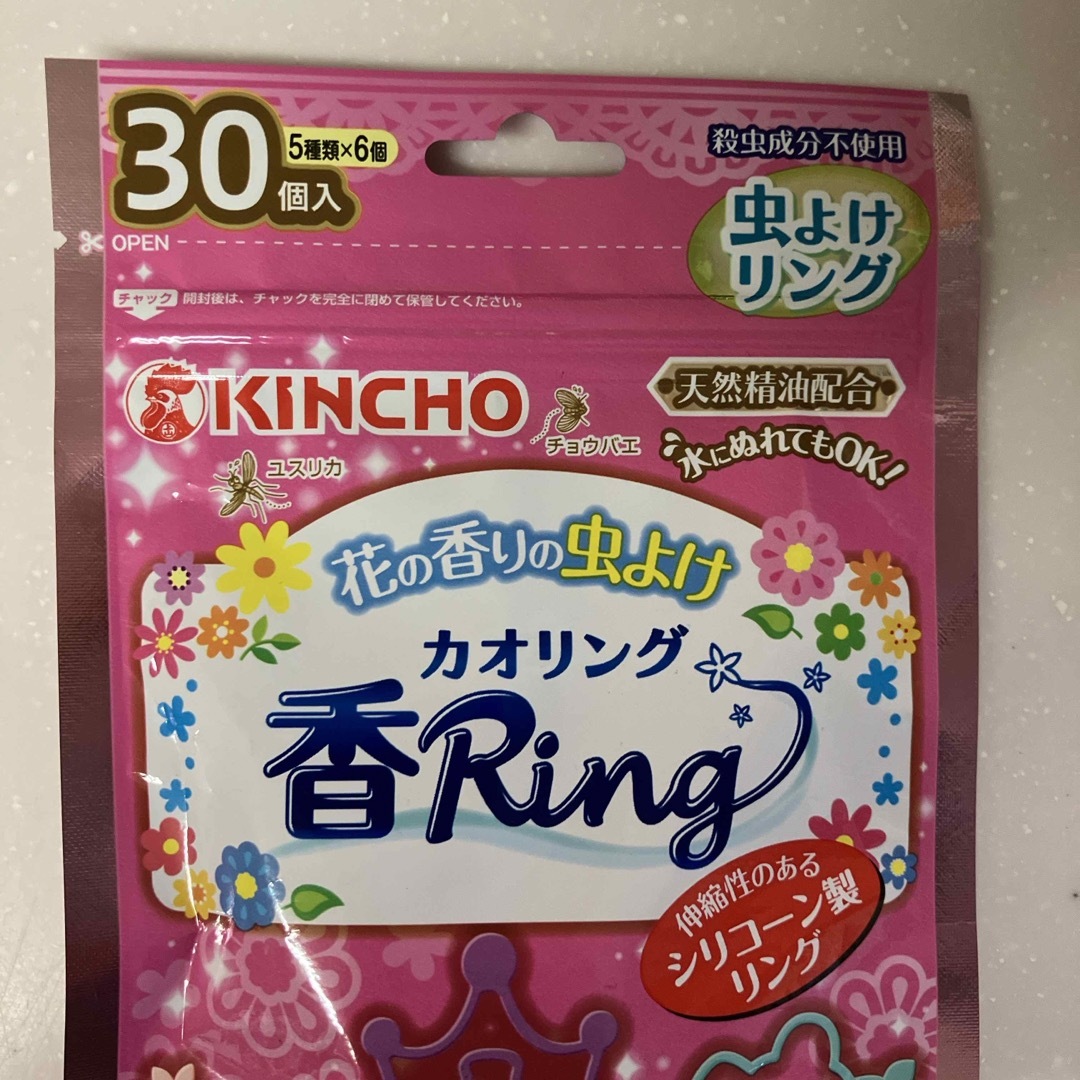 30個入
5種類×6個
殺虫成分不使用
虫よけ
リング
OPEN
チャック 開封後は、チャックを完全に閉めて保管してください。
KINCHO
天然精油配合
水にぬれてもOK!
チョウバエ
ユスリカ
花の香りの虫よけ
カオリング
香Ring
伸縮性のある
シリコーン製
リング